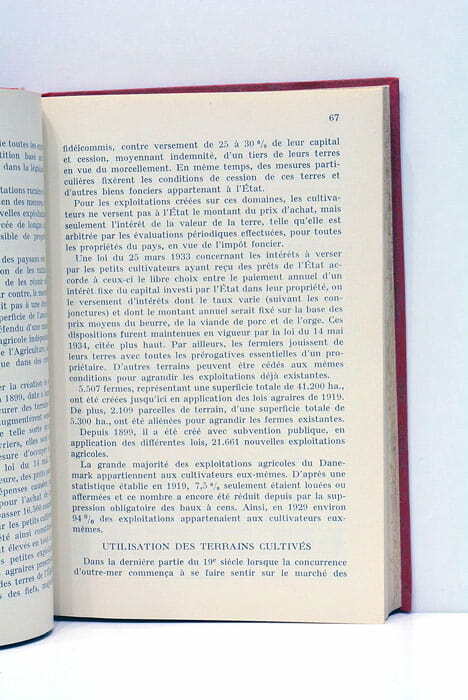 67
fidéicommis, contre versement de 25 à 30 % de leur capital
et cession, moyennant indemnité, d'un tiers de leurs terres
en vue du morcellement. En même temps, des mesures parti-
culières fixèrent les conditions de cession de ces terres et
d'autres biens fonciers appartenant à l'État.
Pour les exploitations créées sur ces domaines, les cultiva-
teurs ne versent pas à l'État le montant du prix d'achat, mais
seulement l'intérêt de la valeur de la terre, telle qu'elle est
arbitrée par les évaluations périodiques effectuées, pour toutes
les propriétés du pays, en vue de l'impôt foncier.
Une loi du 25 mars 1933 concernant les intérêts à verser
par les petits cultivateurs ayant reçu des prêts de l'État ac-
corde à ceux-ci le libre choix entre le paiement annuel d'un
intérêt fixe du capital investi par l'État dans leur propriété, ou
le versement d'intérêts dont le taux varie (suivant les con-
jonctures) et dont le montant annuel serait fixé sur la base des
prix moyens du beurre, de la viande de porc et de l'orge. Ces
dispositions furent maintenues en vigueur par la loi du 14 mai
1934, citée plus haut. Par ailleurs, les fermiers jouissent de
leurs terres avec toutes les prérogatives essentielles d'un pro-
priétaire. D'autres terrains peuvent être cédés aux mêmes
conditions pour agrandir les exploitations déjà existantes.
5.507 fermes, représentant une superficie totale de 41.200 ha.,
ont été créées jusqu'ici en application des lois agraires de 1919.
De plus, 2.109 parcelles de terrain, d'une superficie totale de
5.300 ha., ont été aliénées pour agrandir les fermes existantes.
Depuis 1899, il a été créé avec subvention publique, en
application des différentes lois, 21.661 nouvelles exploitations
agricoles.
La grande majorité des exploitations agricoles du Dane-
mark appartiennent aux cultivateurs eux-mêmes. D'après une
statistique établie en 1919, 7,5 % seulement étaient louées ou
affermées et ce nombre a encore été réduit depuis par la sup-
pression obligatoire des baux à cens. Ainsi, en 1929 environ
94 % des exploitations appartenaient aux cultivateurs eux-
mêmes.
UTILISATION DES TERRAINS CULTIVÉS
Dans la dernière partie du 19e siècle lorsque la concurrence
d'outre-mer commença à se faire sentir sur le marché des